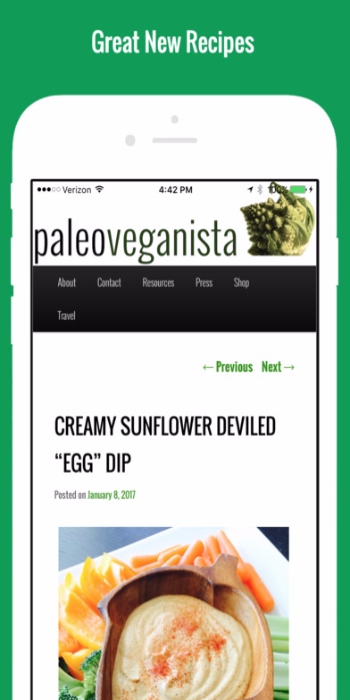 Great New Recipes
Verizon 4:42 PM 100%
paleoveganista
About Contact Resources Press Shop
Travel
← Previous Next →
CREAMY SUNFLOWER DEVILED
“EGG” DIP
Posted on January 8, 2017